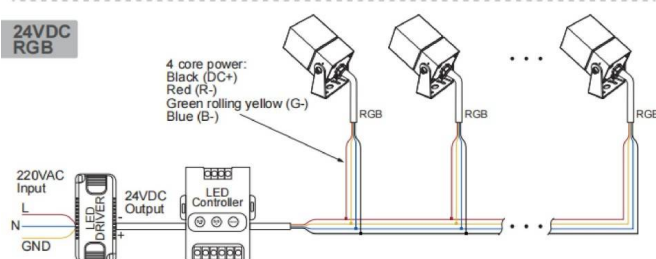 24VDC
RGB
4 core power:
Black (DC+)
Red (R-)
Green rolling yellow (G-)
Blue (B-)
RGB
RGB
RGB
220VAC
Input
L
N
GND
LED
DRIVER
-
+
24VDC
Output
LED
Controller